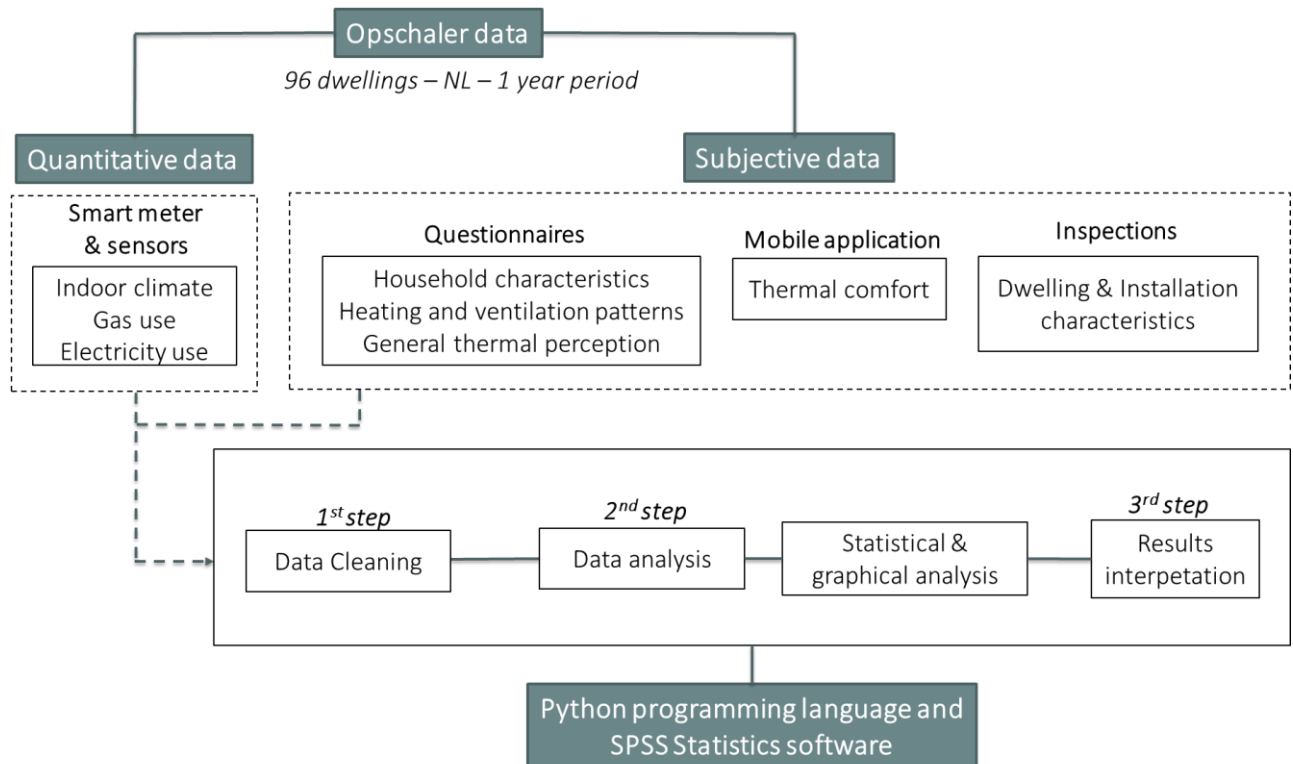 Opschaler data
96 dwellings – NL – 1 year period
Quantitative data
Subjective data
Smart meter
& sensors
Indoor climate
Gas use
Electricity use
Questionnaires
Household characteristics
Heating and ventilation patterns
General thermal perception
Mobile application
Thermal comfort
Inspections
Dwelling & Installation
characteristics
1st step
Data Cleaning
2nd step
Data analysis
Statistical &
graphical analysis
3rd step
Results
interpetation
Python programming language and
SPSS Statistics software